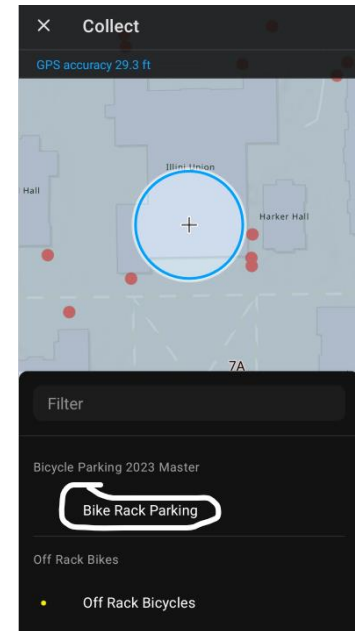 Collect
GPS accuracy 29.3 ft
Illini Union
Hall
Harker Hall
7A
Filter
Bicycle Parking 2023 Master
Bike Rack Parking
Off Rack Bikes
Off Rack Bicycles